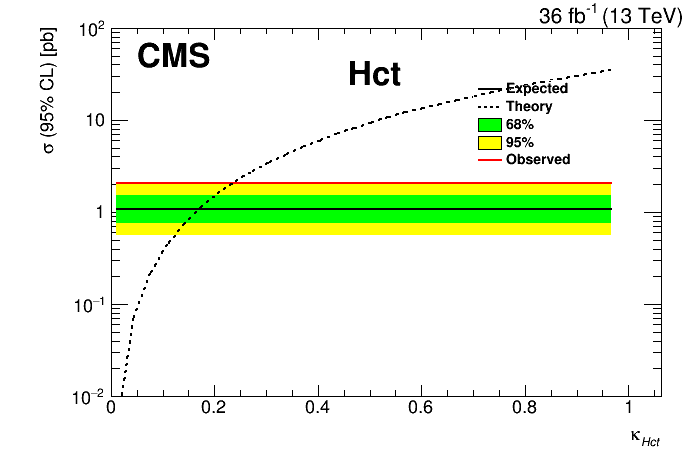 36 fb⁻¹ (13 TeV)
σ (95% CL) [pb]
CMS
Hct
Expected
Theory
68%
95%
Observed
10²
10
1
10⁻¹
10⁻²
0 0.2 0.4 0.6 0.8 1
κ_Hct